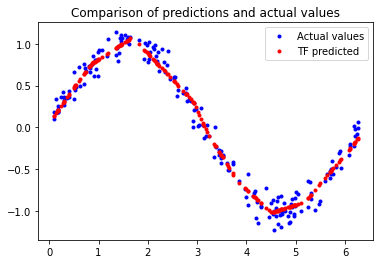 Comparison of predictions and actual values
Actual values
TF predicted
1.0
0.5
0.0
−0.5
−1.0
0 1 2 3 4 5 6